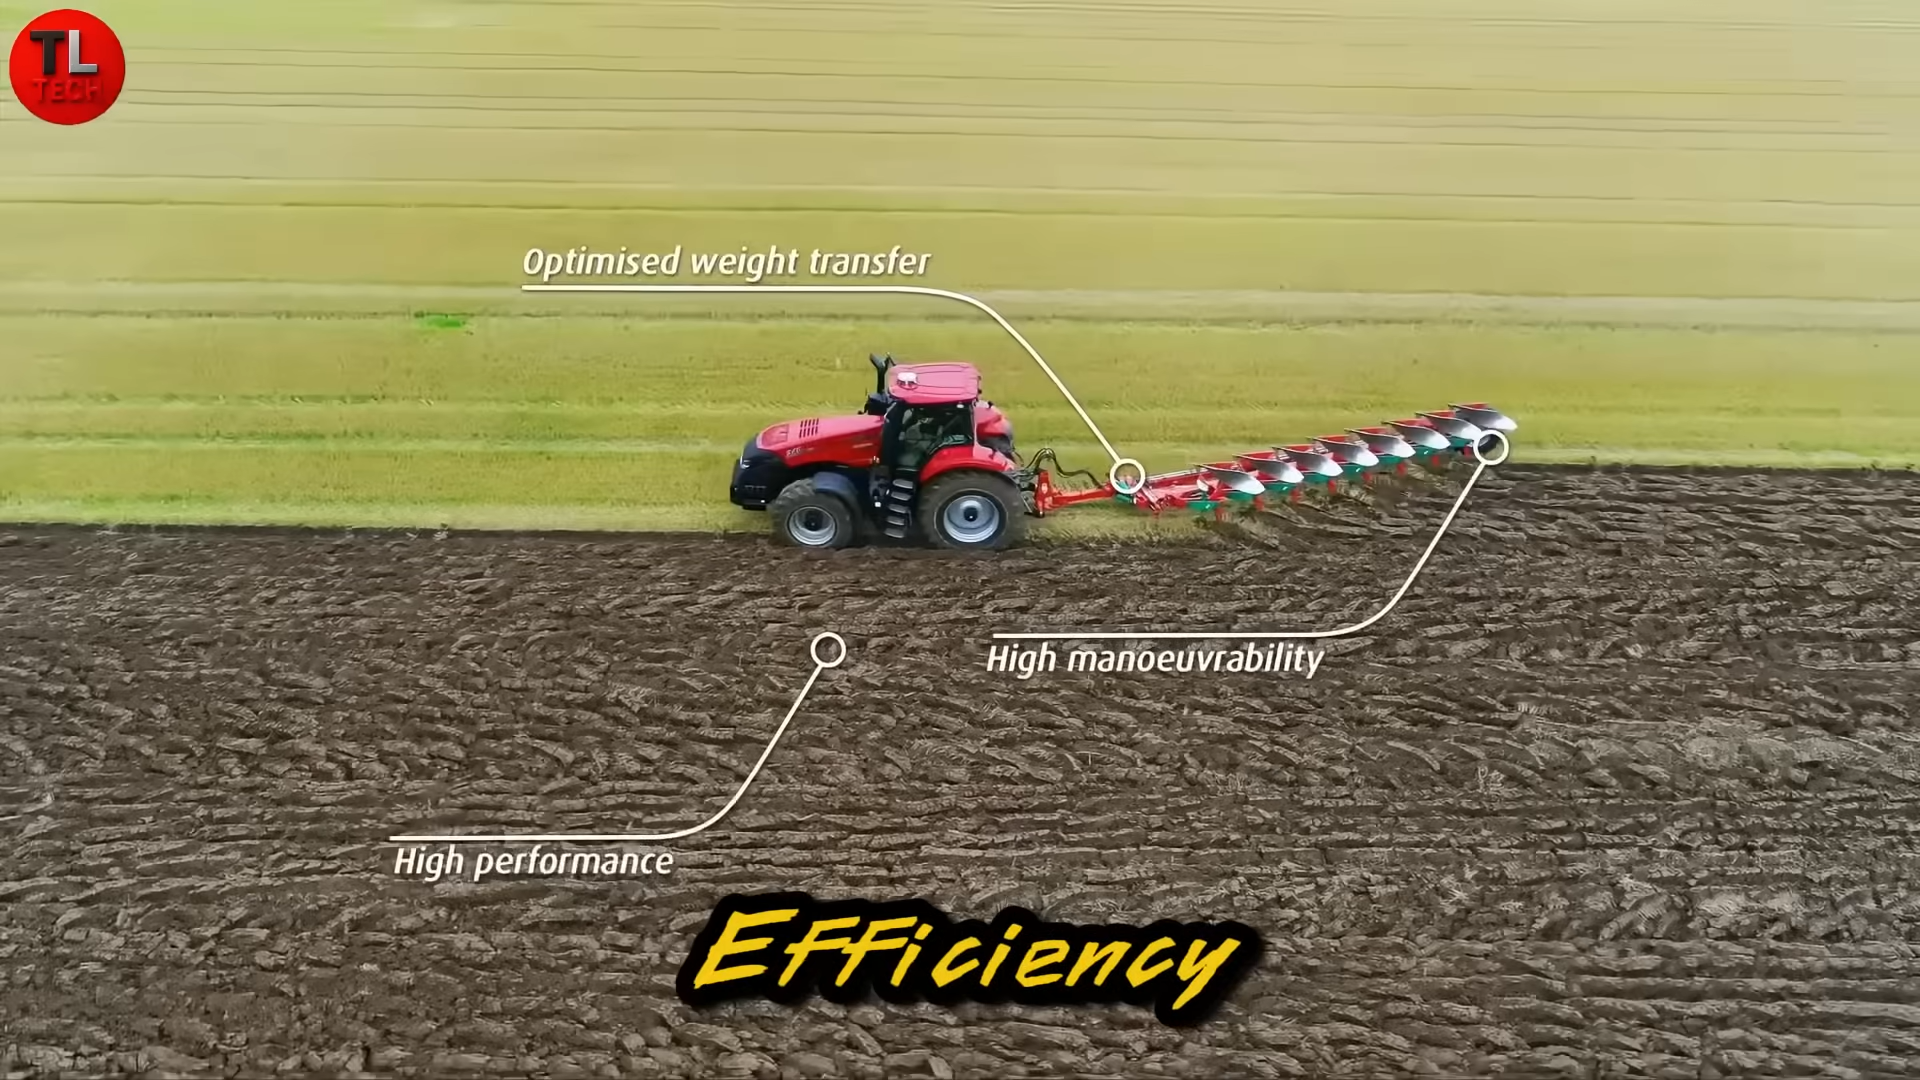 TL
TECH
Optimised weight transfer
High manoeuvrability
High performance
Efficiency